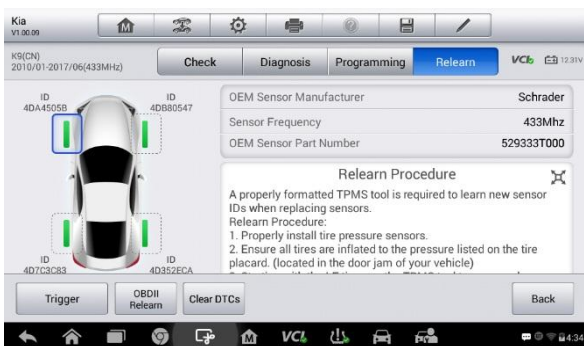 Kia
V1.00.09
K9(CN)
2010/01-2017/06(433MHz)
Check
Diagnosis
Programming
Relearn
VCI
12.31V
ID
4DA4505B
ID
4DB80547
ID
4D7C3C83
ID
4D352ECA
OEM Sensor Manufacturer
Schrader
Sensor Frequency
433Mhz
OEM Sensor Part Number
529333T000
Relearn Procedure
A properly formatted TPMS tool is required to learn new sensor
IDs when replacing sensors.
Relearn Procedure:
1. Properly install tire pressure sensors.
2. Ensure all tires are inflated to the pressure listed on the tire
placard. (located in the door jam of your vehicle)
Trigger
OBDII
Relearn
Clear DTCs
Back
VCI
4:34